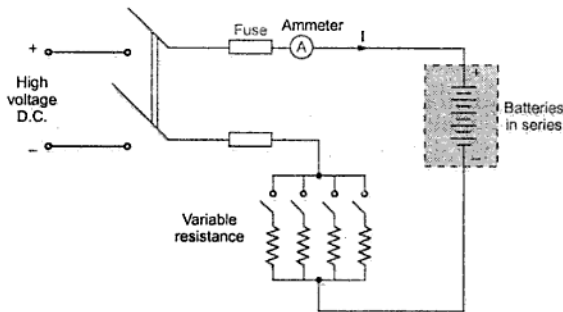 Fuse
Ammeter
A
I
+
High
voltage
D.C.
–
+
–
Batteries
in series
Variable
resistance